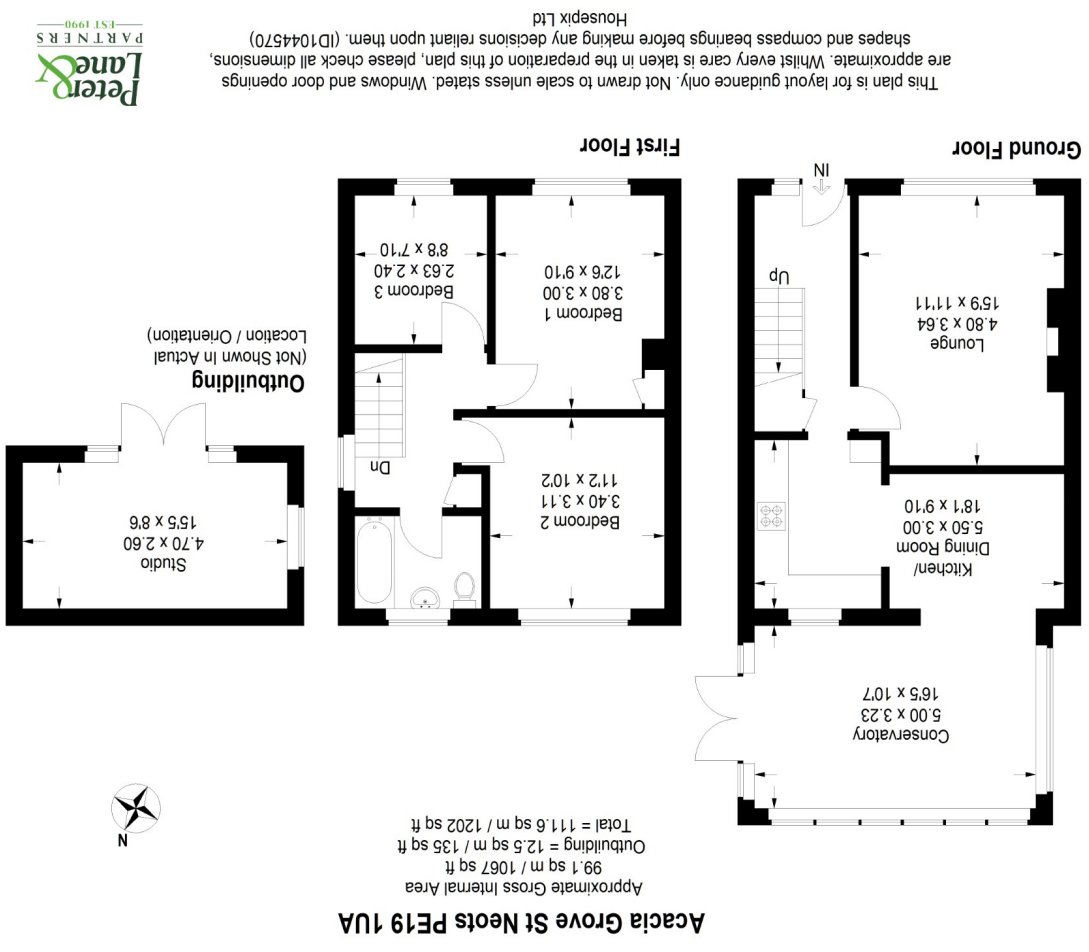 Acacia Grove St Neots PE19 1UA
Approximate Gross Internal Area
99.1 sq m / 1067 sq ft
Outbuilding = 12.5 sq m / 135 sq ft
Total = 111.6 sq m / 1202 sq ft
N
Conservatory
5.00 x 3.23
16'5 x 10'7
Kitchen/
Dining Room
5.50 x 3.00
18'1 x 9'10
Lounge
4.80 x 3.64
15'9 x 11'11
Up
IN
Ground Floor
Bedroom 2
3.40 x 3.11
11'2 x 10'2
Dn
Bedroom 1
3.80 x 3.00
12'6 x 9'10
Bedroom 3
2.63 x 2.40
8'8 x 7'10
First Floor
Studio
4.70 x 2.60
15'5 x 8'6
Outbuilding
(Not Shown In Actual
Location / Orientation)
This plan is for layout guidance only. Not drawn to scale unless stated. Windows and door openings
are approximate. Whilst every care is taken in the preparation of this plan, please check all dimensions,
shapes and compass bearings before making any decisions reliant upon them. (ID1044570)
Housepix Ltd
Peter
& Lane
PARTNERS
EST 1990